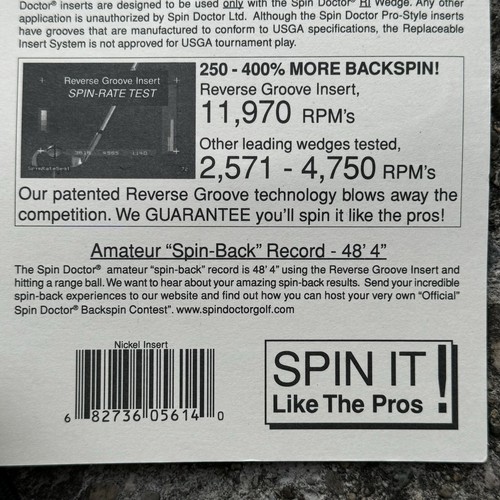 Doctor® inserts are designed to be used only with the Spin Doctor® RI Wedge. Any other
application is unauthorized by Spin Doctor Ltd. Although the Spin Doctor Pro-Style inserts
have grooves that are manufactured to conform to USGA specifications, the Replaceable
Insert System is not approved for USGA tournament play.
Reverse Groove Insert
SPIN-RATE TEST
250 - 400% MORE BACKSPIN!
Reverse Groove Insert,
11,970 RPM's
Other leading wedges tested,
2,571 - 4,750 RPM's
Our patented Reverse Groove technology blows away the
competition. We GUARANTEE you'll spin it like the pros!
Amateur "Spin-Back" Record - 48' 4"
The Spin Doctor® amateur "spin-back" record is 48' 4" using the Reverse Groove Insert and
hitting a range ball. We want to hear about your amazing spin-back results. Send your incredible
spin-back experiences to our website and find out how you can host your very own "Official"
Spin Doctor® Backspin Contest". www.spindoctorgolf.com
Nickel Insert
6 82736 05614 0
SPIN IT
Like The Pros !